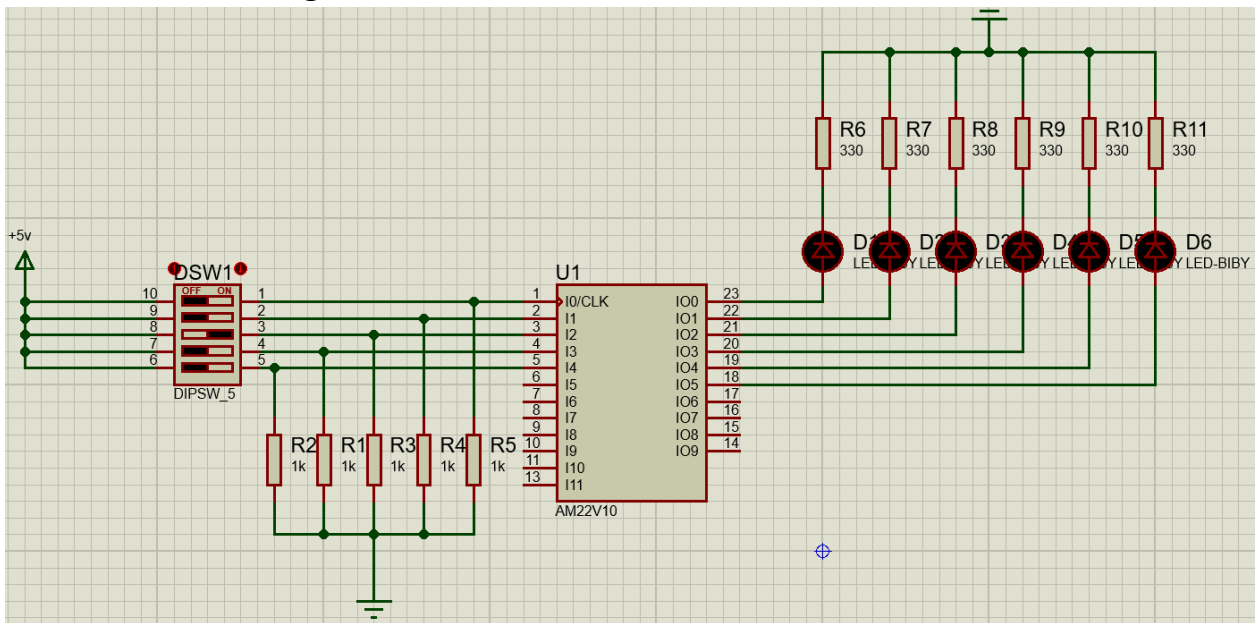 +5v
DSW1
OFF ON
10 1
9 2
8 3
7 4
6 5
DIPSW_5
R2 R1 R3 R4 R5
1k 1k 1k 1k 1k
U1
1 I0/CLK IO0 23
2 I1 IO1 22
3 I2 IO2 21
4 I3 IO3 20
5 I4 IO4 19
6 I5 IO5 18
7 I6 IO6 17
8 I7 IO7 16
9 I8 IO8 15
10 I9 IO9 14
11 I10
13 I11
AM22V10
R6 R7 R8 R9 R10 R11
330 330 330 330 330 330
D6
LED-BIBY